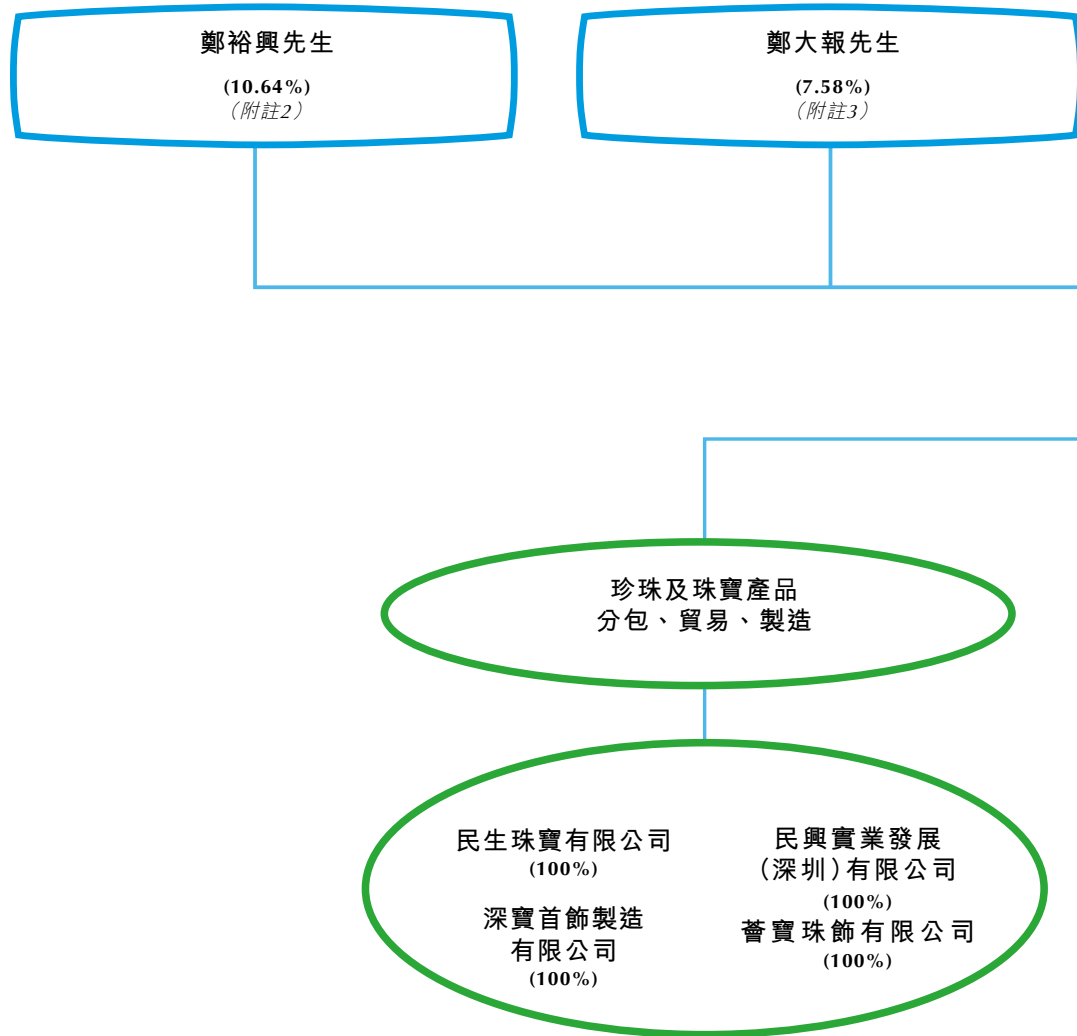 鄭裕興先生
(10.64%)
（附註2）
鄭大報先生
(7.58%)
（附註3）
珍珠及珠寶產品
分包、貿易、製造
民生珠寶有限公司
(100%)
深寶首飾製造
有限公司
(100%)
民興實業發展
（深圳）有限公司
(100%)
薈寶珠飾有限公司
(100%)